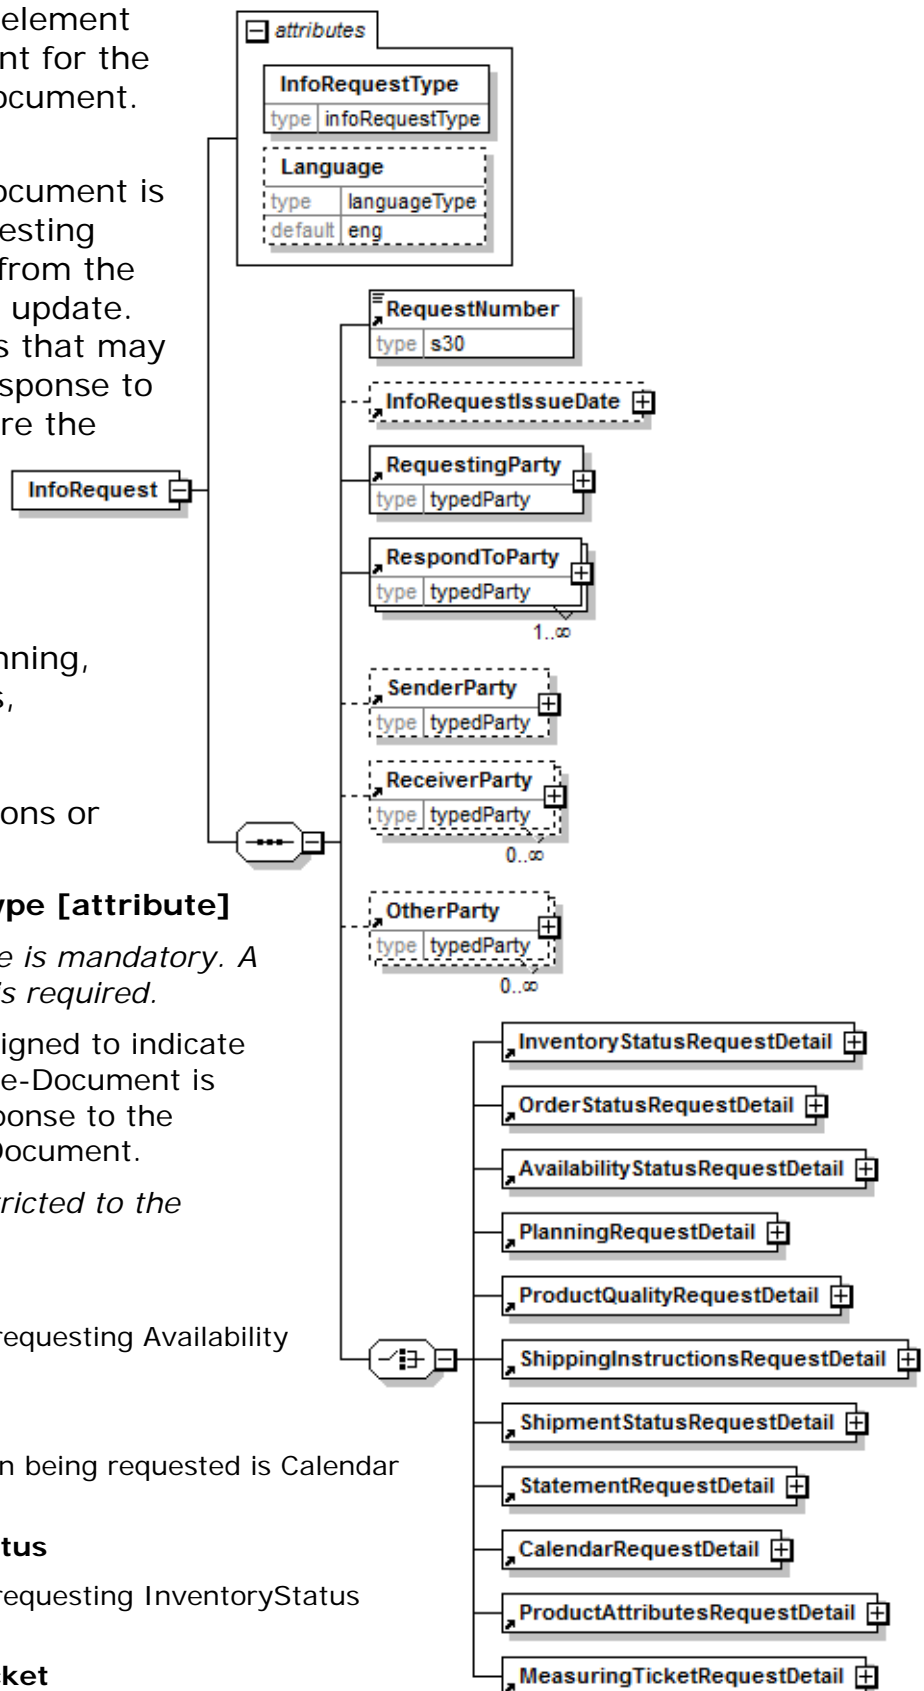 element
nt for the
ocument.
ocument is
esting
from the
update.
s that may
sponse to
re the
nning,
s,
ons or
ype [attribute]
e is mandatory. A
is required.
igned to indicate
e-Document is
ponse to the
Document.
tricted to the
requesting Availability
n being requested is Calendar
tus
requesting InventoryStatus
cket
InfoRequest
attributes
InfoRequestType
type infoRequestType
Language
type languageType
default eng
RequestNumber
type s30
InfoRequestIssueDate
RequestingParty
type typedParty
RespondToParty
type typedParty
1..∞
SenderParty
type typedParty
ReceiverParty
type typedParty
0..∞
OtherParty
type typedParty
0..∞
InventoryStatusRequestDetail
OrderStatusRequestDetail
AvailabilityStatusRequestDetail
PlanningRequestDetail
ProductQualityRequestDetail
ShippingInstructionsRequestDetail
ShipmentStatusRequestDetail
StatementRequestDetail
CalendarRequestDetail
ProductAttributesRequestDetail
MeasuringTicketRequestDetail